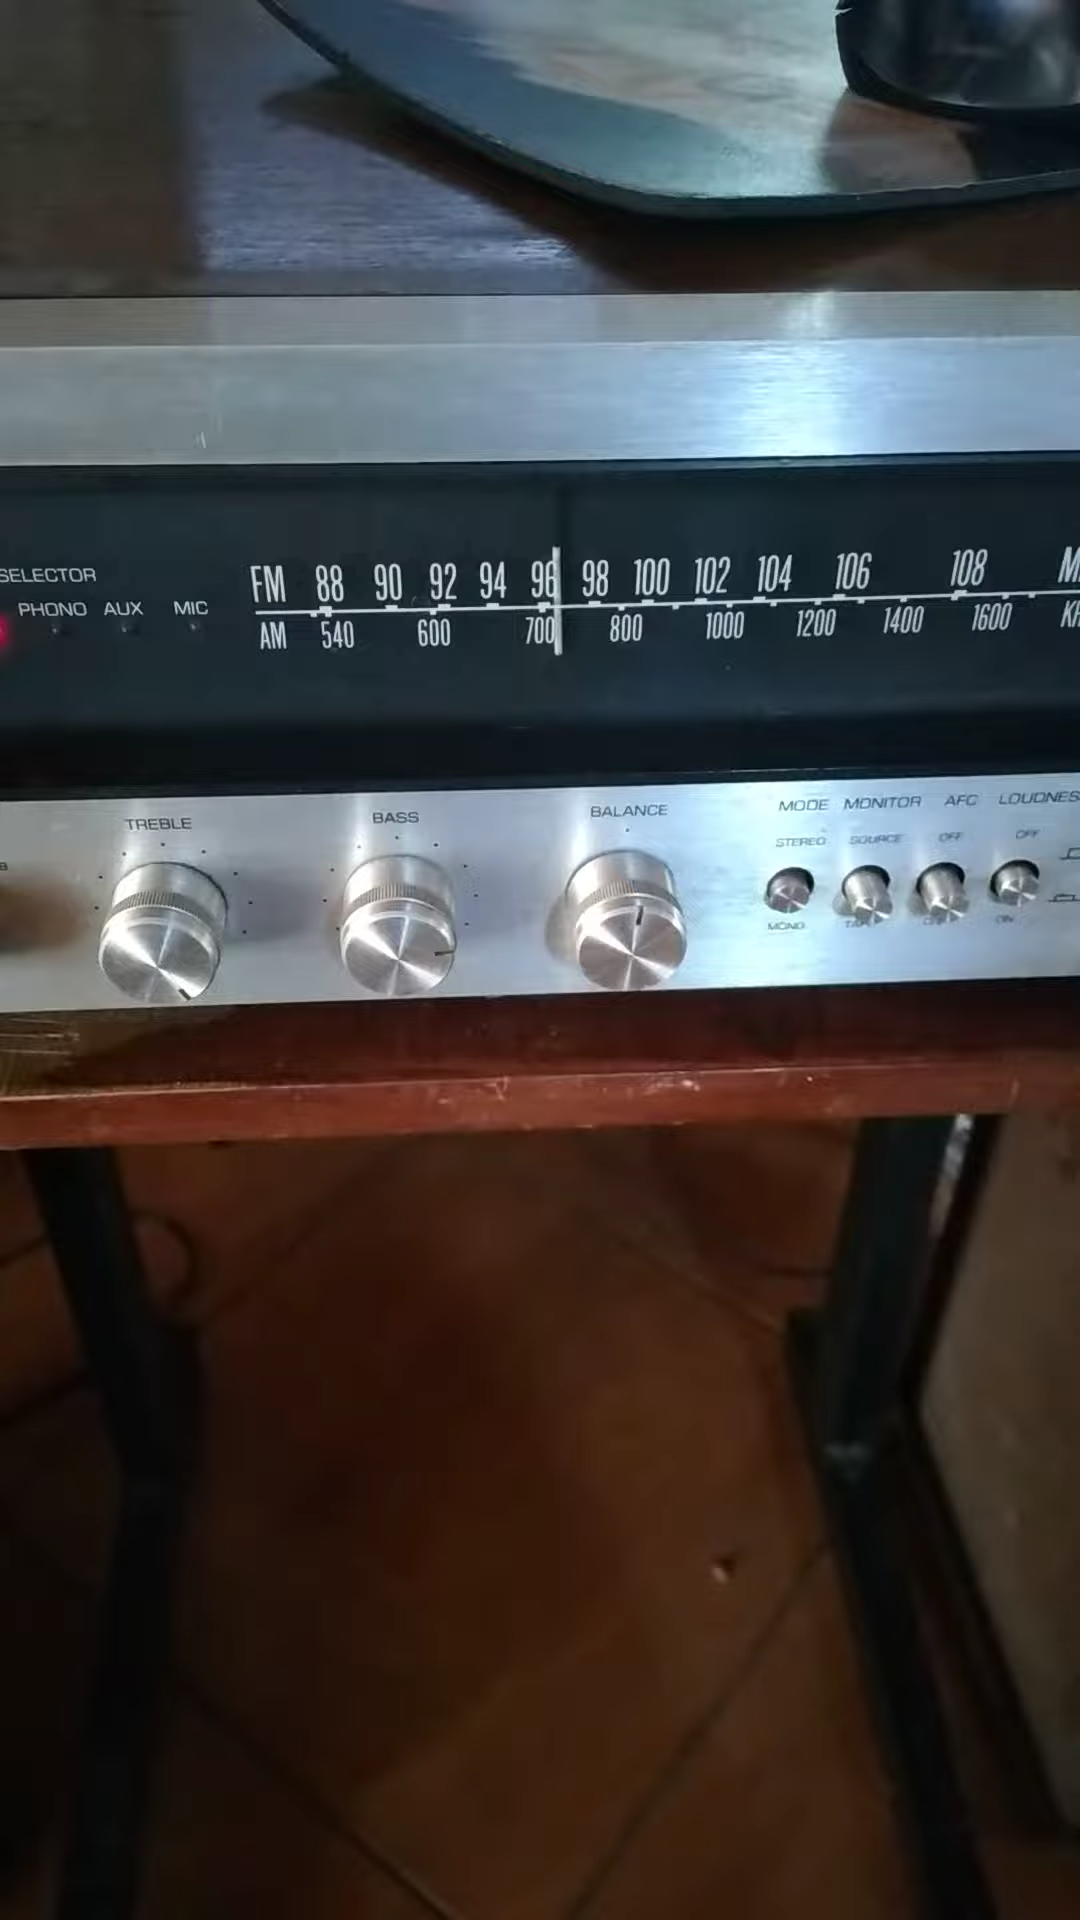 SELECTOR
PHONO AUX MIC
FM 88 90 92 94 96 98 100 102 104 106 108
AM 540 600 700 800 1000 1200 1400 1600
TREBLE BASS BALANCE MODE MONITOR AFC LOUDNESS
STEREO SOURCE OFF OFF
MONO ON